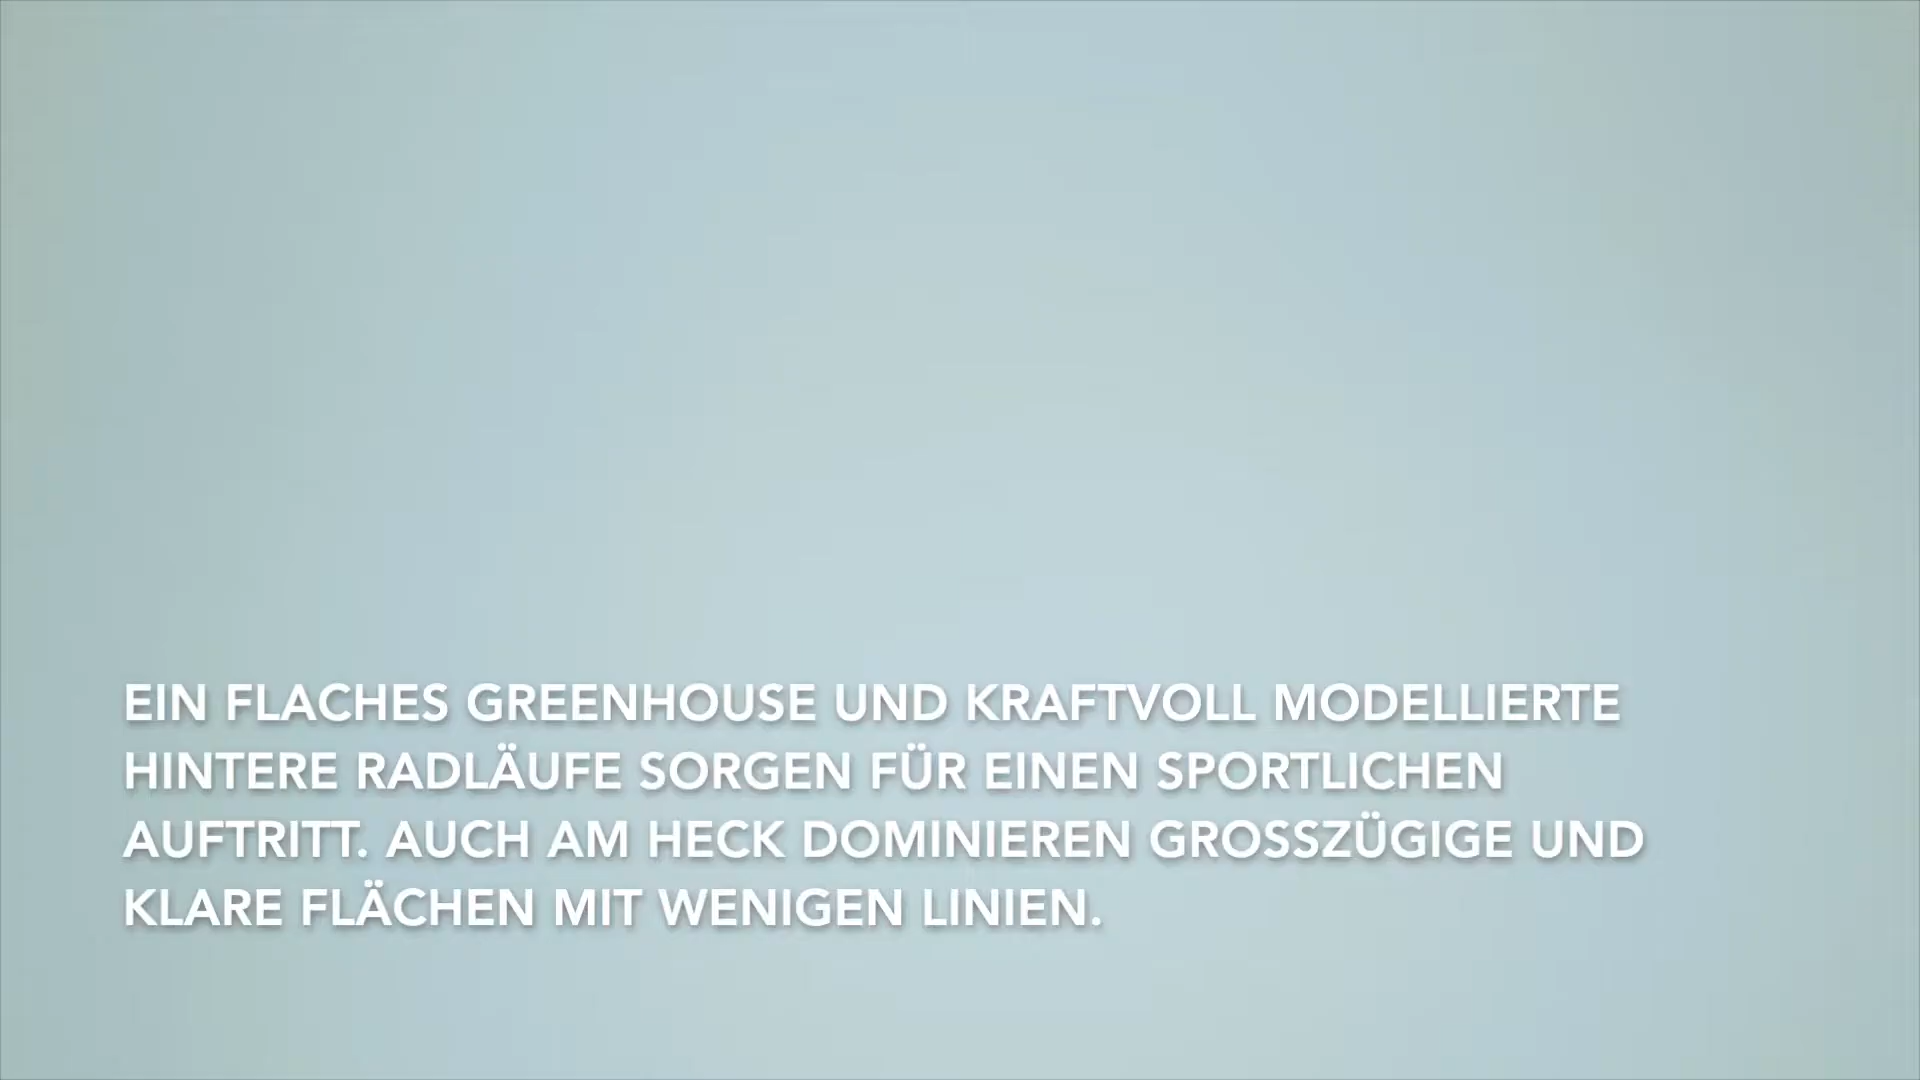 EIN FLACHES GREENHOUSE UND KRAFTVOLL MODELLIERTE
HINTERE RADLÄUFE SORGEN FÜR EINEN SPORTLICHEN
AUFTRITT. AUCH AM HECK DOMINIEREN GROSSZÜGIGE UND
KLARE FLÄCHEN MIT WENIGEN LINIEN.